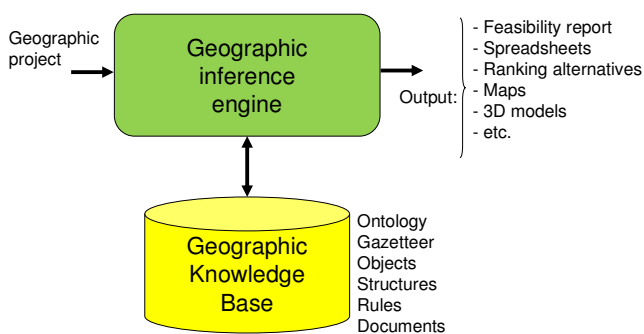 Geographic
project
Geographic
inference
engine
Output:
- Feasibility report
- Spreadsheets
- Ranking alternatives
- Maps
- 3D models
- etc.
Geographic
Knowledge
Base
Ontology
Gazetteer
Objects
Structures
Rules
Documents